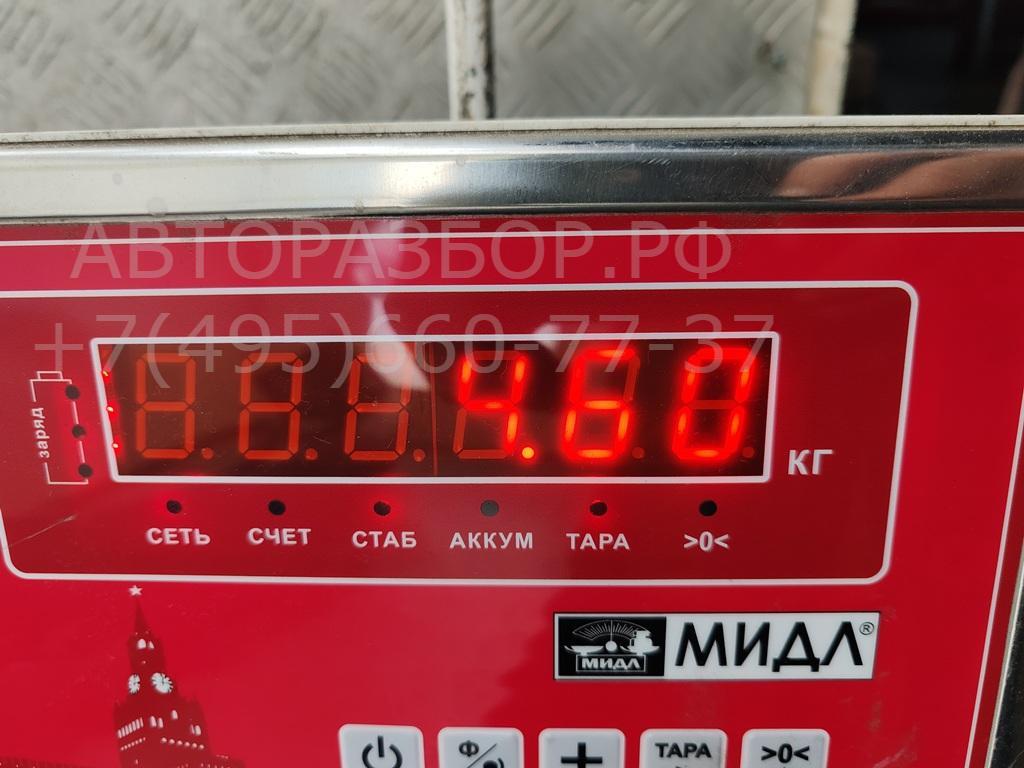 АВТОРАЗБОР.РФ
+7(495)660-77-37
заряд
4.60
КГ
СЕТЬ СЧЕТ СТАБ АККУМ ТАРА >0<
МИДЛ МИДЛ®
Ф + ТАРА >0<